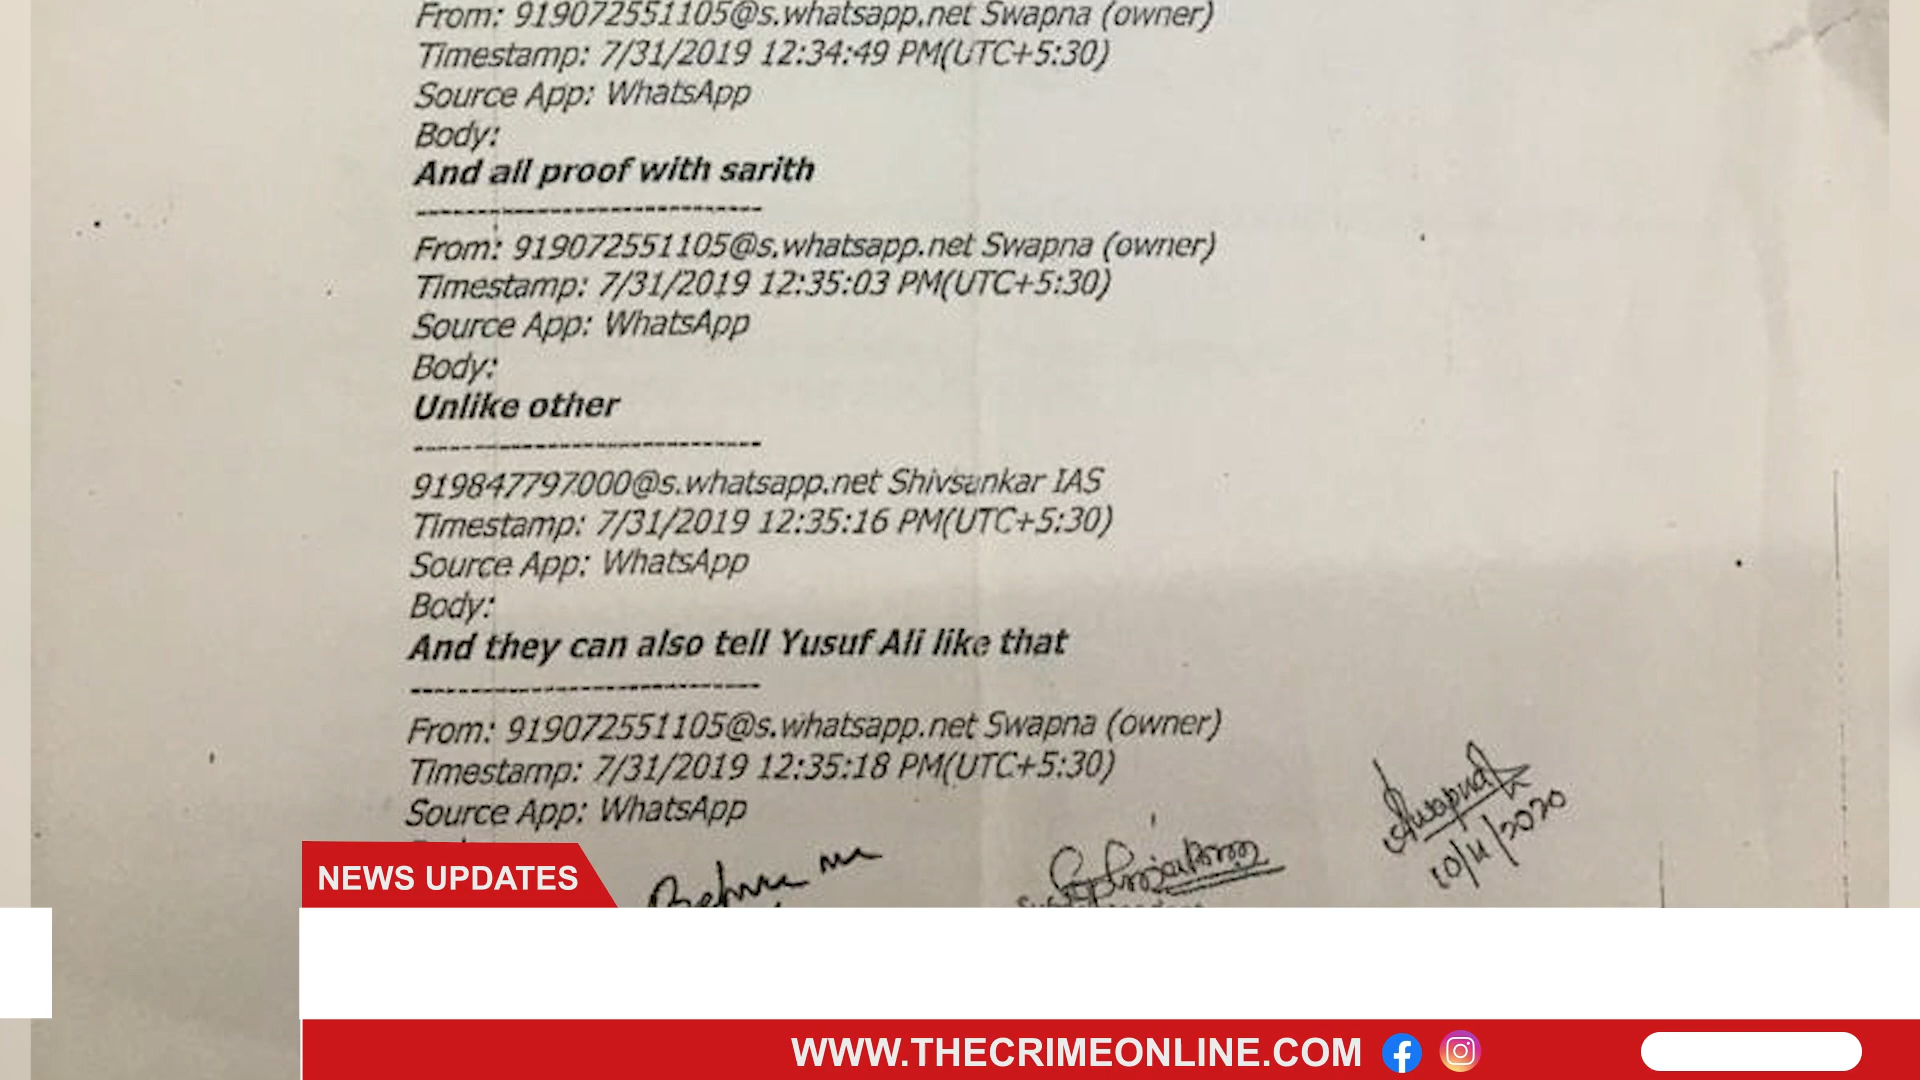 From: 919072551105@s.whatsapp.net Swapna (owner)
Timestamp: 7/31/2019 12:34:49 PM(UTC+5:30)
Source App: WhatsApp
Body:
And all proof with sarith
----------------------------
From: 919072551105@s.whatsapp.net Swapna (owner)
Timestamp: 7/31/2019 12:35:03 PM(UTC+5:30)
Source App: WhatsApp
Body:
Unlike other
----------------------------
919847797000@s.whatsapp.net Shivsankar IAS
Timestamp: 7/31/2019 12:35:16 PM(UTC+5:30)
Source App: WhatsApp
Body:
And they can also tell Yusuf Ali like that
----------------------------
From: 919072551105@s.whatsapp.net Swapna (owner)
Timestamp: 7/31/2019 12:35:18 PM(UTC+5:30)
Source App: WhatsApp
Swapna
10/11/2020
NEWS UPDATES
WWW.THECRIMEONLINE.COM